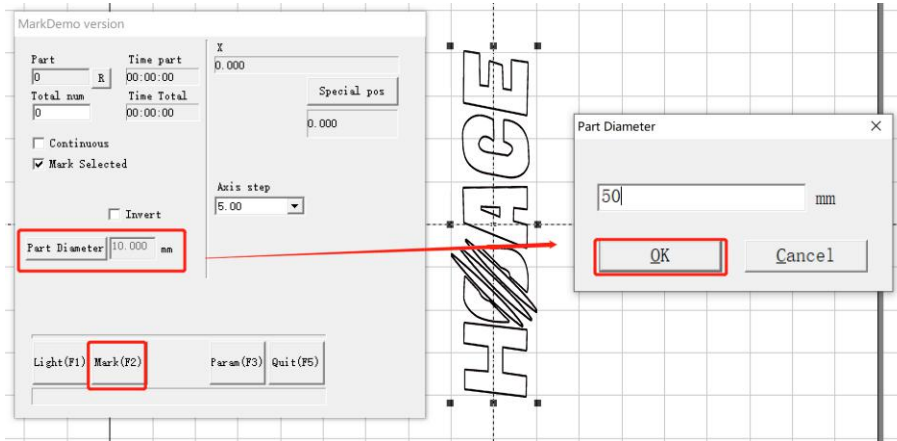 MarkDemo version
Part
Time part
0
R
00:00:00
Total num
Time Total
0
00:00:00
Continuous
Mark Selected
Invert
Part Diameter
10.000
mm
X
0.000
Special pos
0.000
Axis step
5.00
Light(F1)
Mark(F2)
Param(F3)
Quit(F5)
HOACE
Part Diameter
50
mm
OK
Cancel